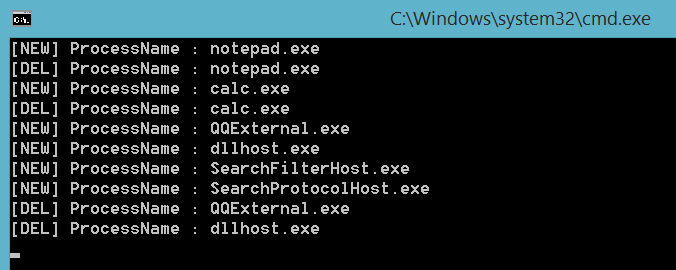 C:\Windows\system32\cmd.exe
[NEW] ProcessName : notepad.exe
[DEL] ProcessName : notepad.exe
[NEW] ProcessName : calc.exe
[DEL] ProcessName : calc.exe
[NEW] ProcessName : QQExternal.exe
[NEW] ProcessName : dllhost.exe
[NEW] ProcessName : SearchFilterHost.exe
[NEW] ProcessName : SearchProtocolHost.exe
[DEL] ProcessName : QQExternal.exe
[DEL] ProcessName : dllhost.exe